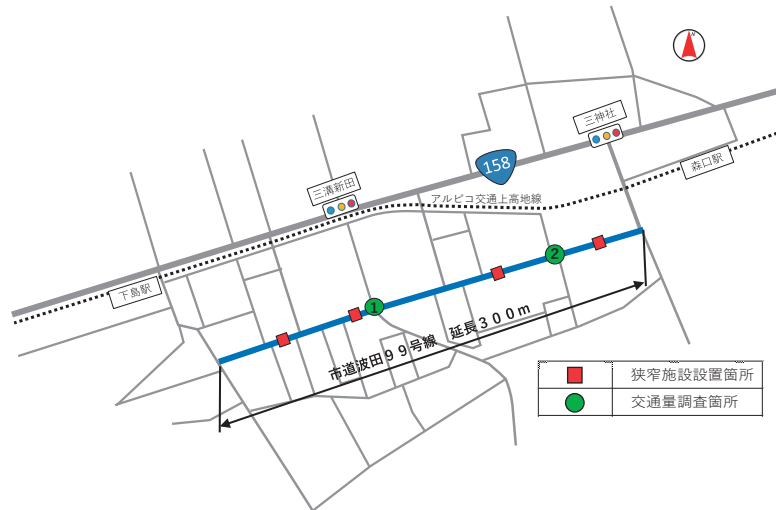 N
三神社
158
森口駅
三溝新田
アルピコ交通上高地線
下島駅
2
1
市道波田99号線 延長300m
狭窄施設設置箇所
交通量調査箇所